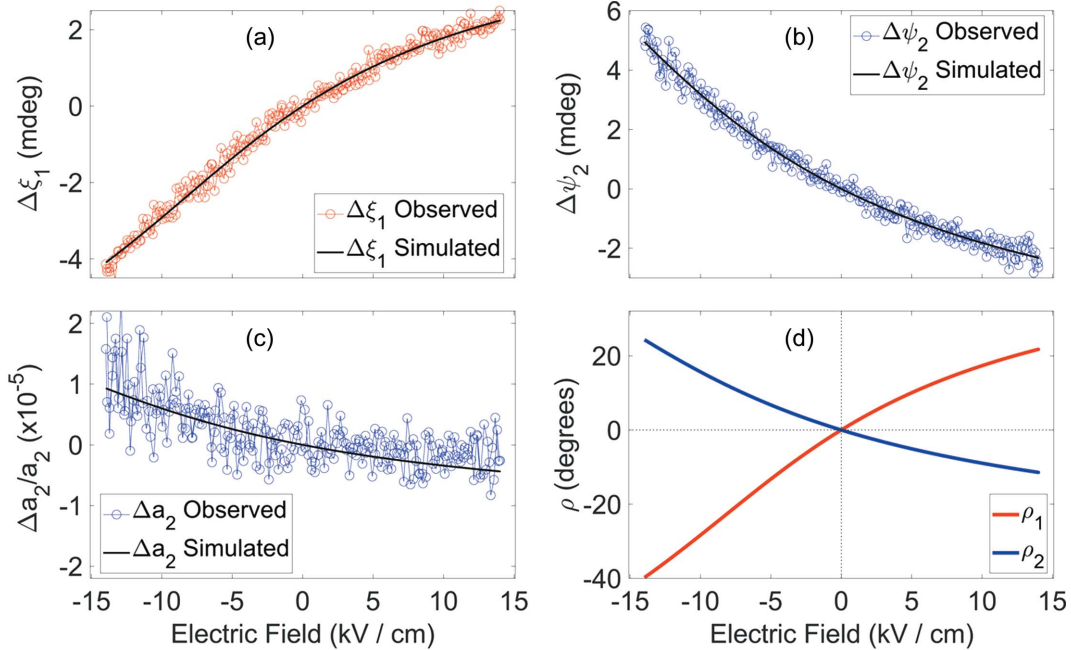 (a)
2
0
-2
-4
Δξ₁ (mdeg)
Δξ₁ Observed
Δξ₁ Simulated
(b)
6
4
2
0
-2
Δψ₂ (mdeg)
Δψ₂ Observed
Δψ₂ Simulated
(c)
2
1
0
-1
-2
Δa₂/a₂ (x10⁻⁵)
Δa₂ Observed
Δa₂ Simulated
-15 -10 -5 0 5 10 15
Electric Field (kV / cm)
(d)
20
0
-20
-40
ρ (degrees)
ρ₁
ρ₂
-15 -10 -5 0 5 10 15
Electric Field (kV / cm)